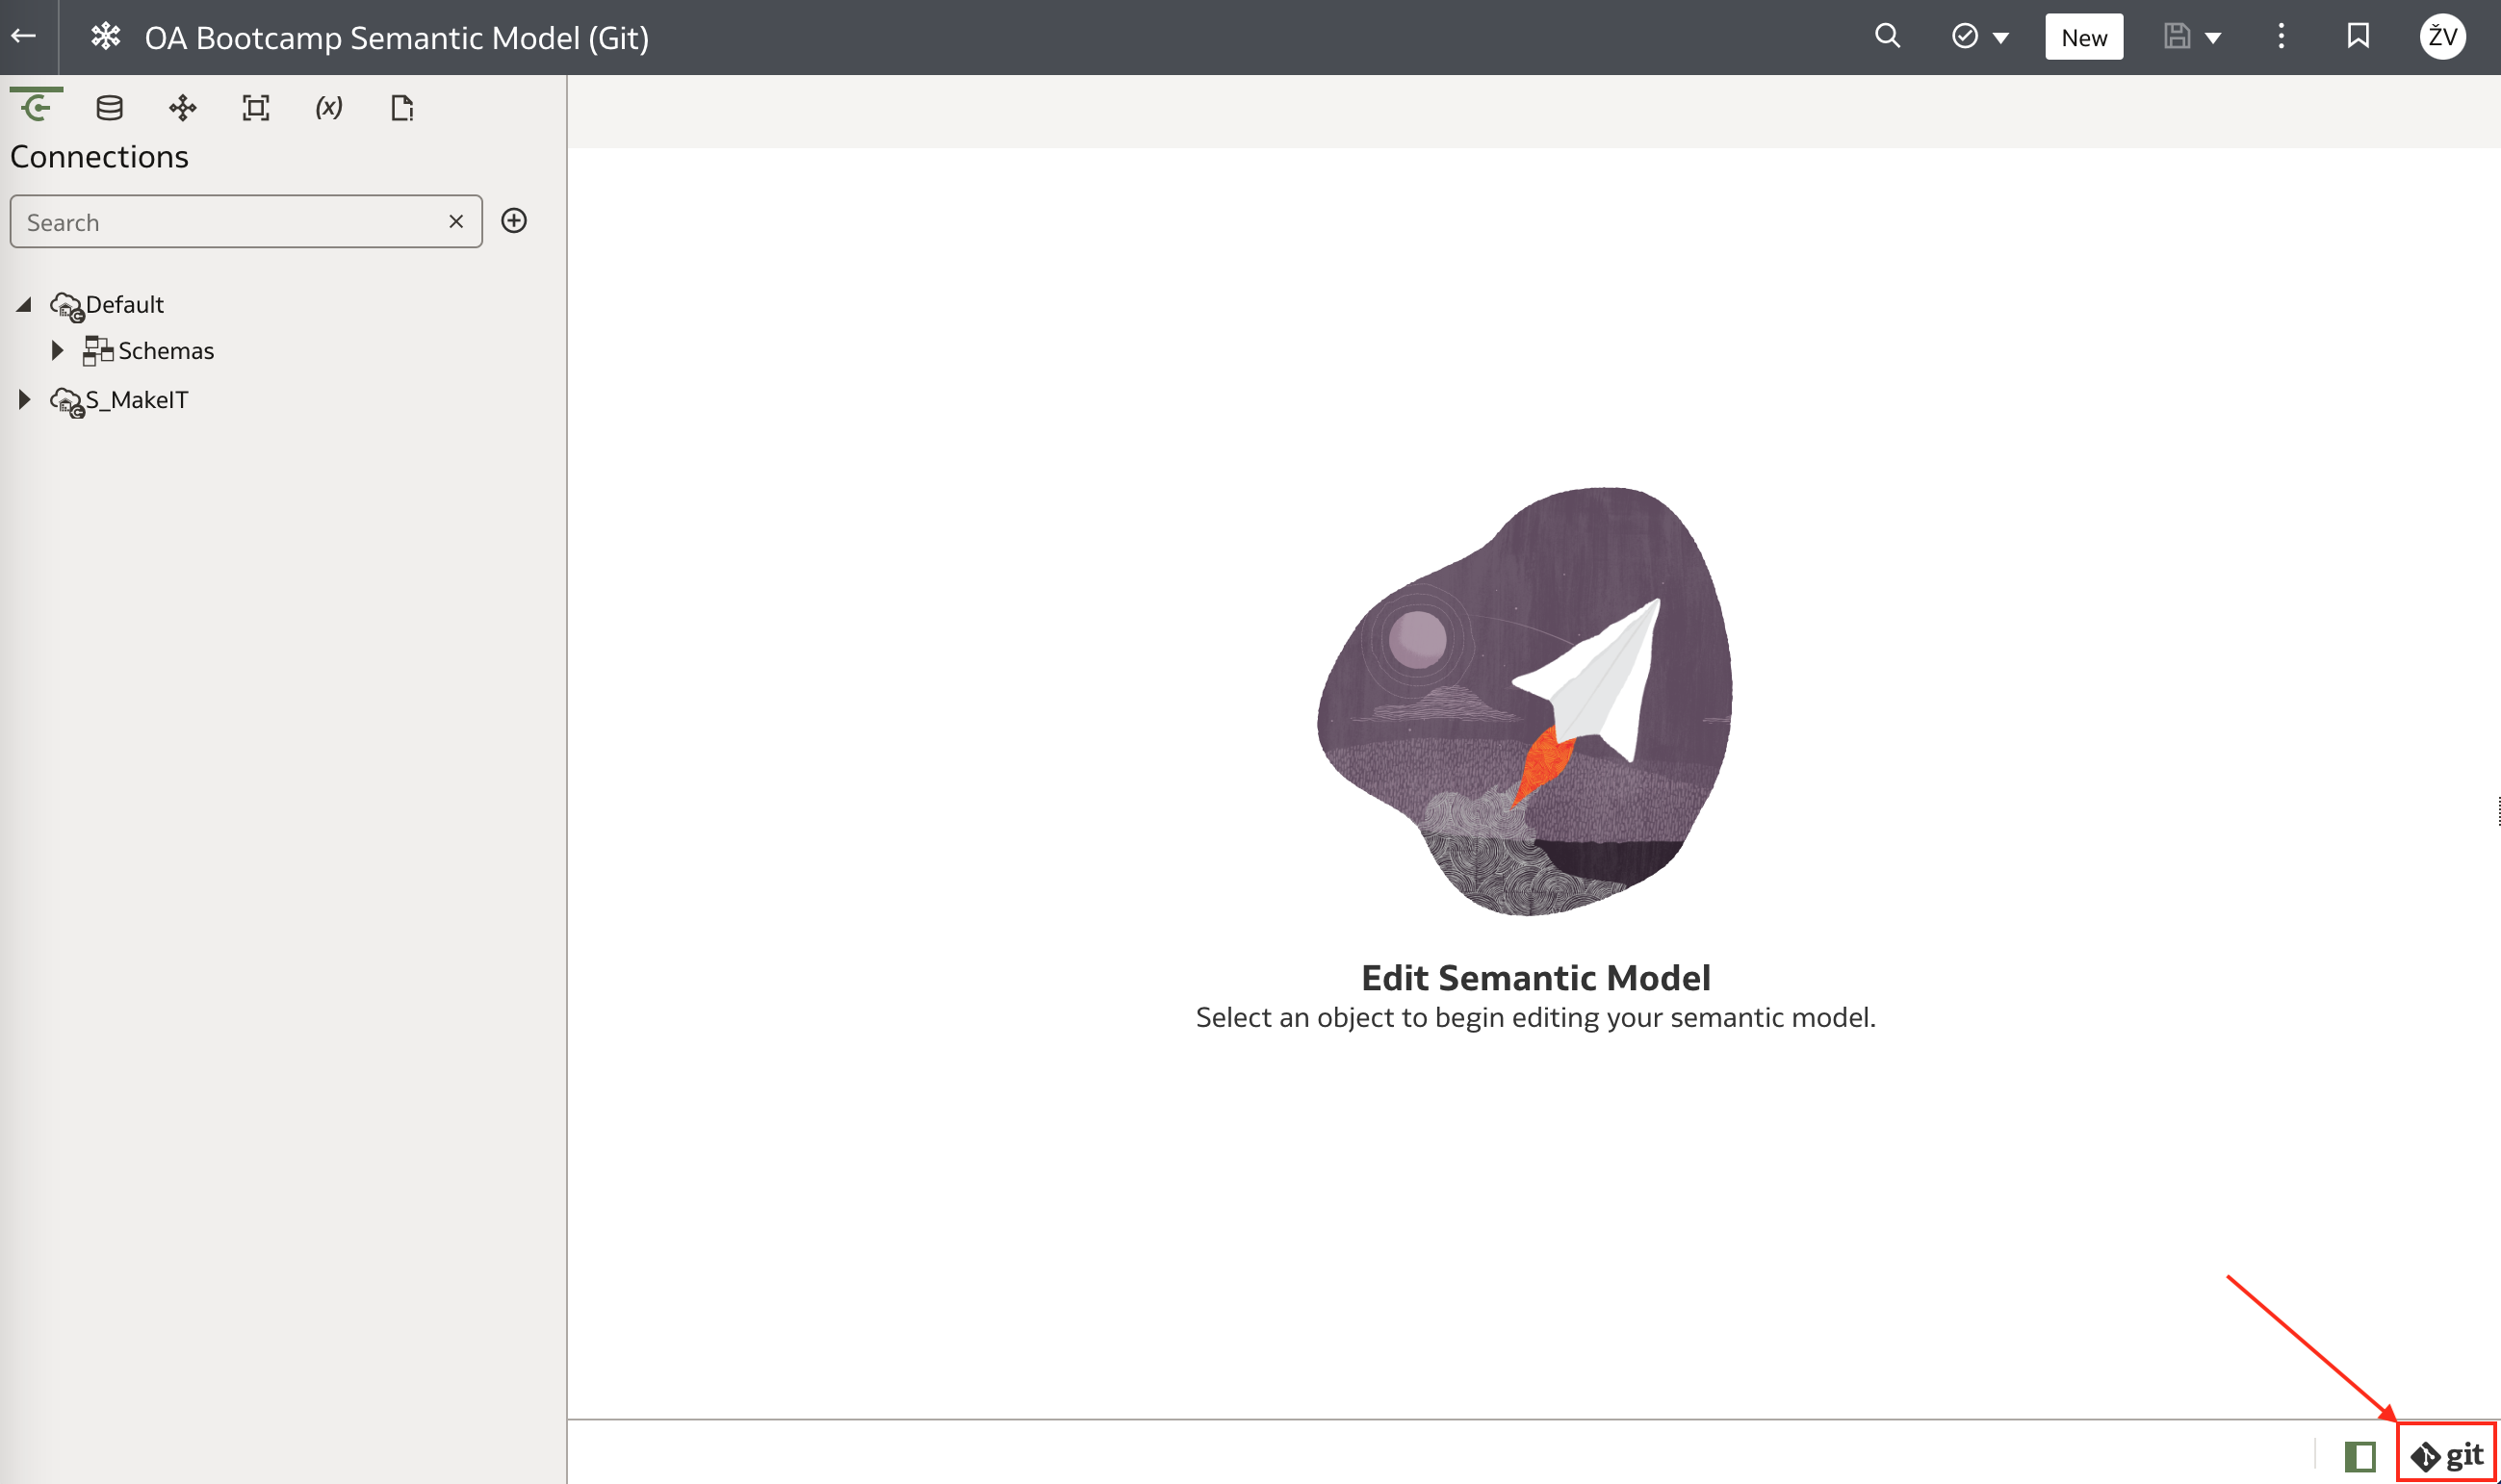 OA Bootcamp Semantic Model (Git)
New
ŽV
(x)
Connections
Search
Default
Schemas
S_MakeIT
Edit Semantic Model
Select an object to begin editing your semantic model.
git